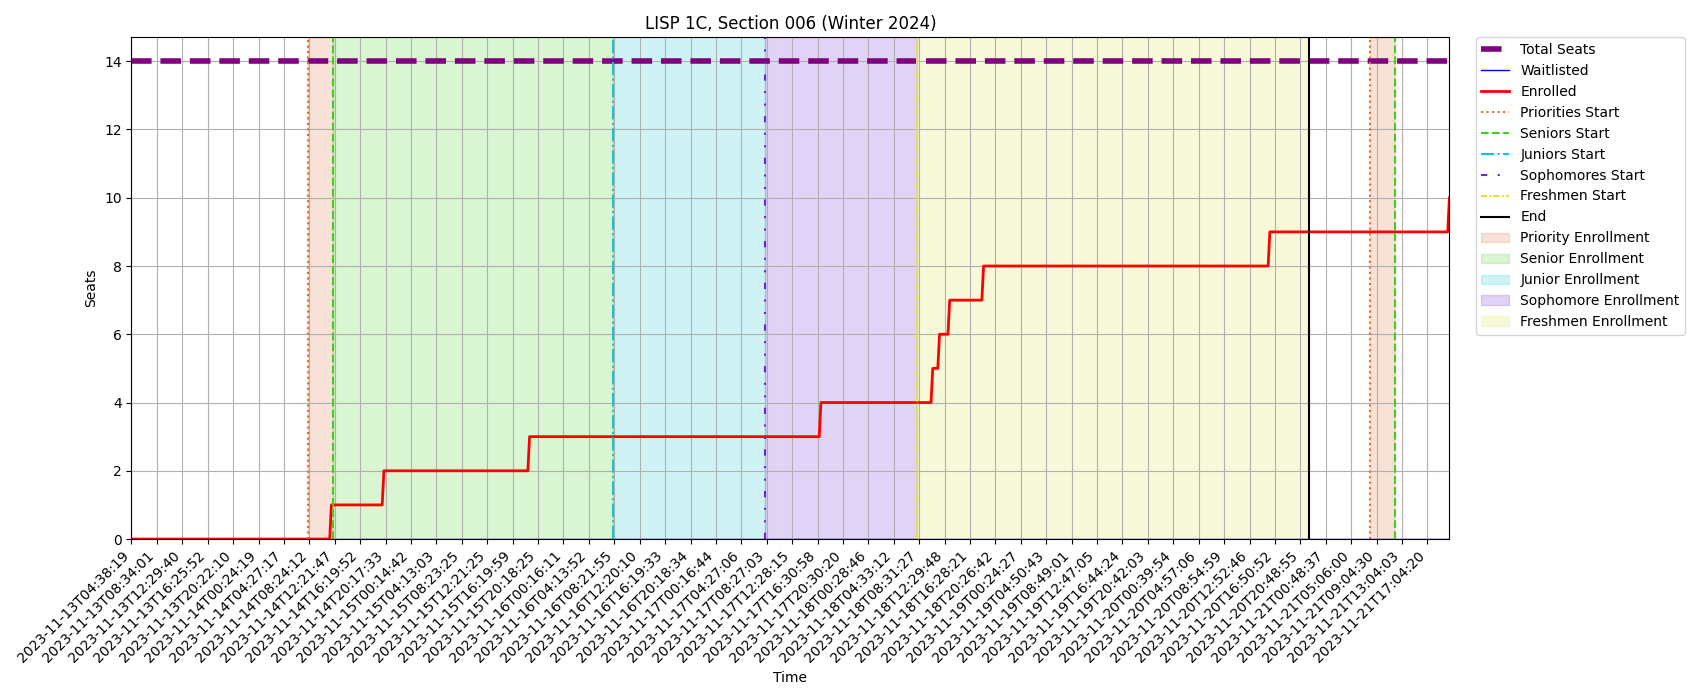 LISP 1C, Section 006 (Winter 2024)
14
12
10
8
6
4
2
0
Seats
2023-11-13T04:38:19
2023-11-13T08:34:01
2023-11-13T12:29:40
2023-11-13T16:25:52
2023-11-13T20:22:10
2023-11-14T00:24:19
2023-11-14T04:27:17
2023-11-14T08:24:12
2023-11-14T12:21:47
2023-11-14T16:19:52
2023-11-14T20:17:33
2023-11-15T00:14:42
2023-11-15T04:13:03
2023-11-15T08:23:25
2023-11-15T12:21:25
2023-11-15T16:19:59
2023-11-15T20:18:25
2023-11-16T00:16:11
2023-11-16T04:13:52
2023-11-16T08:21:55
2023-11-16T12:20:10
2023-11-16T16:19:33
2023-11-16T20:18:34
2023-11-17T00:16:44
2023-11-17T04:27:06
2023-11-17T08:27:03
2023-11-17T12:28:15
2023-11-17T16:30:58
2023-11-17T20:30:20
2023-11-18T00:28:46
2023-11-18T04:33:12
2023-11-18T08:31:27
2023-11-18T12:29:48
2023-11-18T16:28:21
2023-11-18T20:26:42
2023-11-19T00:24:27
2023-11-19T04:50:43
2023-11-19T08:49:01
2023-11-19T12:47:05
2023-11-19T16:44:24
2023-11-19T20:42:03
2023-11-20T00:39:54
2023-11-20T04:57:06
2023-11-20T08:54:59
2023-11-20T12:52:46
2023-11-20T16:50:52
2023-11-20T20:48:55
2023-11-21T00:48:37
2023-11-21T05:06:00
2023-11-21T09:04:30
2023-11-21T13:04:03
2023-11-21T17:04:20
Time
Total Seats
Waitlisted
Enrolled
Priorities Start
Seniors Start
Juniors Start
Sophomores Start
Freshmen Start
End
Priority Enrollment
Senior Enrollment
Junior Enrollment
Sophomore Enrollment
Freshmen Enrollment